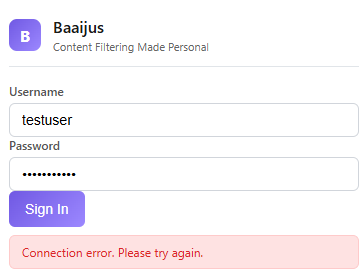 B
Baaijus
Content Filtering Made Personal
Username
testuser
Password
•••••••••••
Sign In
Connection error. Please try again.